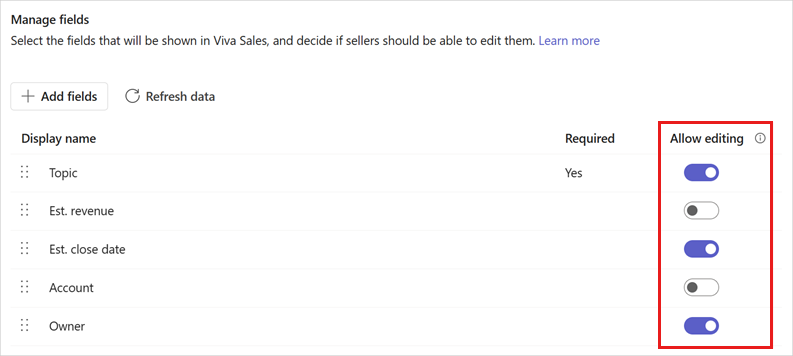 Manage fields
Select the fields that will be shown in Viva Sales, and decide if sellers should be able to edit them. Learn more
Add fields Refresh data
Display name Required Allow editing
Topic Yes
Est. revenue
Est. close date
Account
Owner